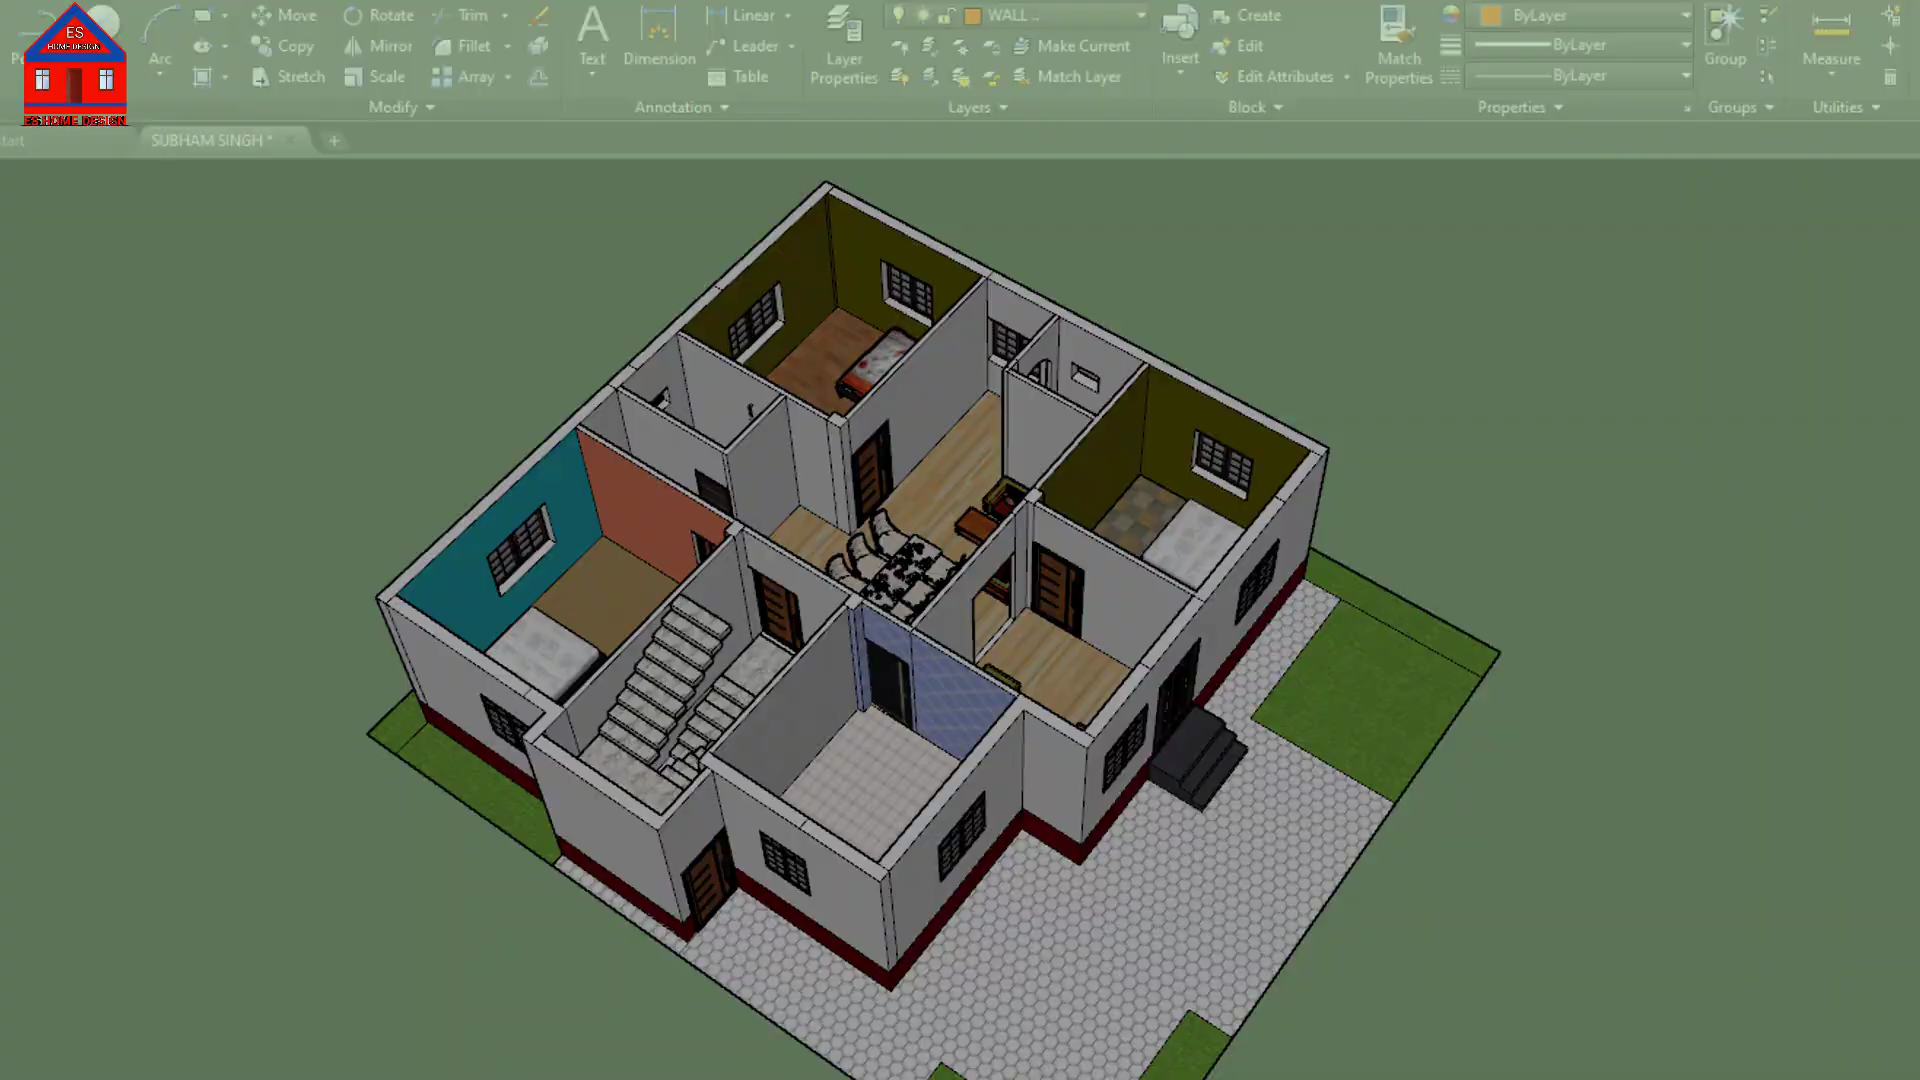 ES
HOME DESIGN
ES HOME DESIGN
Arc
Move
Copy
Stretch
Rotate
Mirror
Scale
Trim
Fillet
Array
Modify
Text
Dimension
Linear
Leader
Table
Annotation
Layer
Properties
WALL ..
Make Current
Match Layer
Layers
Insert
Create
Edit
Edit Attributes
Block
Match
Properties
ByLayer
ByLayer
ByLayer
Properties
Group
Groups
Measure
Utilities
SUBHAM SINGH*